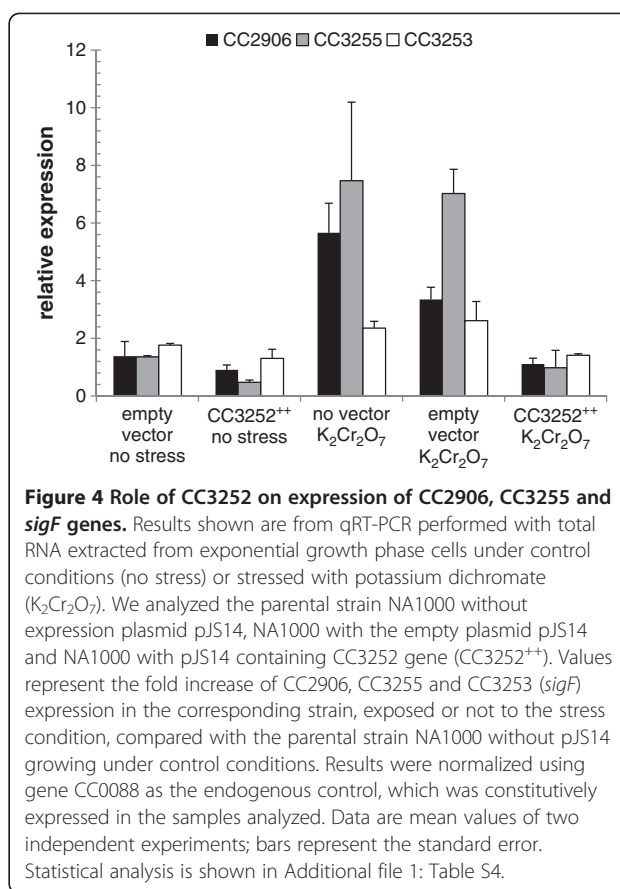 CC2906 CC3255 CC3253
12
10
8
6
4
2
0
relative expression
empty vector no stress
CC3252++ no stress
no vector K2Cr2O7
empty vector K2Cr2O7
CC3252++ K2Cr2O7
Figure 4 Role of CC3252 on expression of CC2906, CC3255 and
sigF genes. Results shown are from qRT-PCR performed with total
RNA extracted from exponential growth phase cells under control
conditions (no stress) or stressed with potassium dichromate
(K2Cr2O7). We analyzed the parental strain NA1000 without
expression plasmid pJS14, NA1000 with the empty plasmid pJS14
and NA1000 with pJS14 containing CC3252 gene (CC3252++). Values
represent the fold increase of CC2906, CC3255 and CC3253 (sigF)
expression in the corresponding strain, exposed or not to the stress
condition, compared with the parental strain NA1000 without pJS14
growing under control conditions. Results were normalized using
gene CC0088 as the endogenous control, which was constitutively
expressed in the samples analyzed. Data are mean values of two
independent experiments; bars represent the standard error.
Statistical analysis is shown in Additional file 1: Table S4.